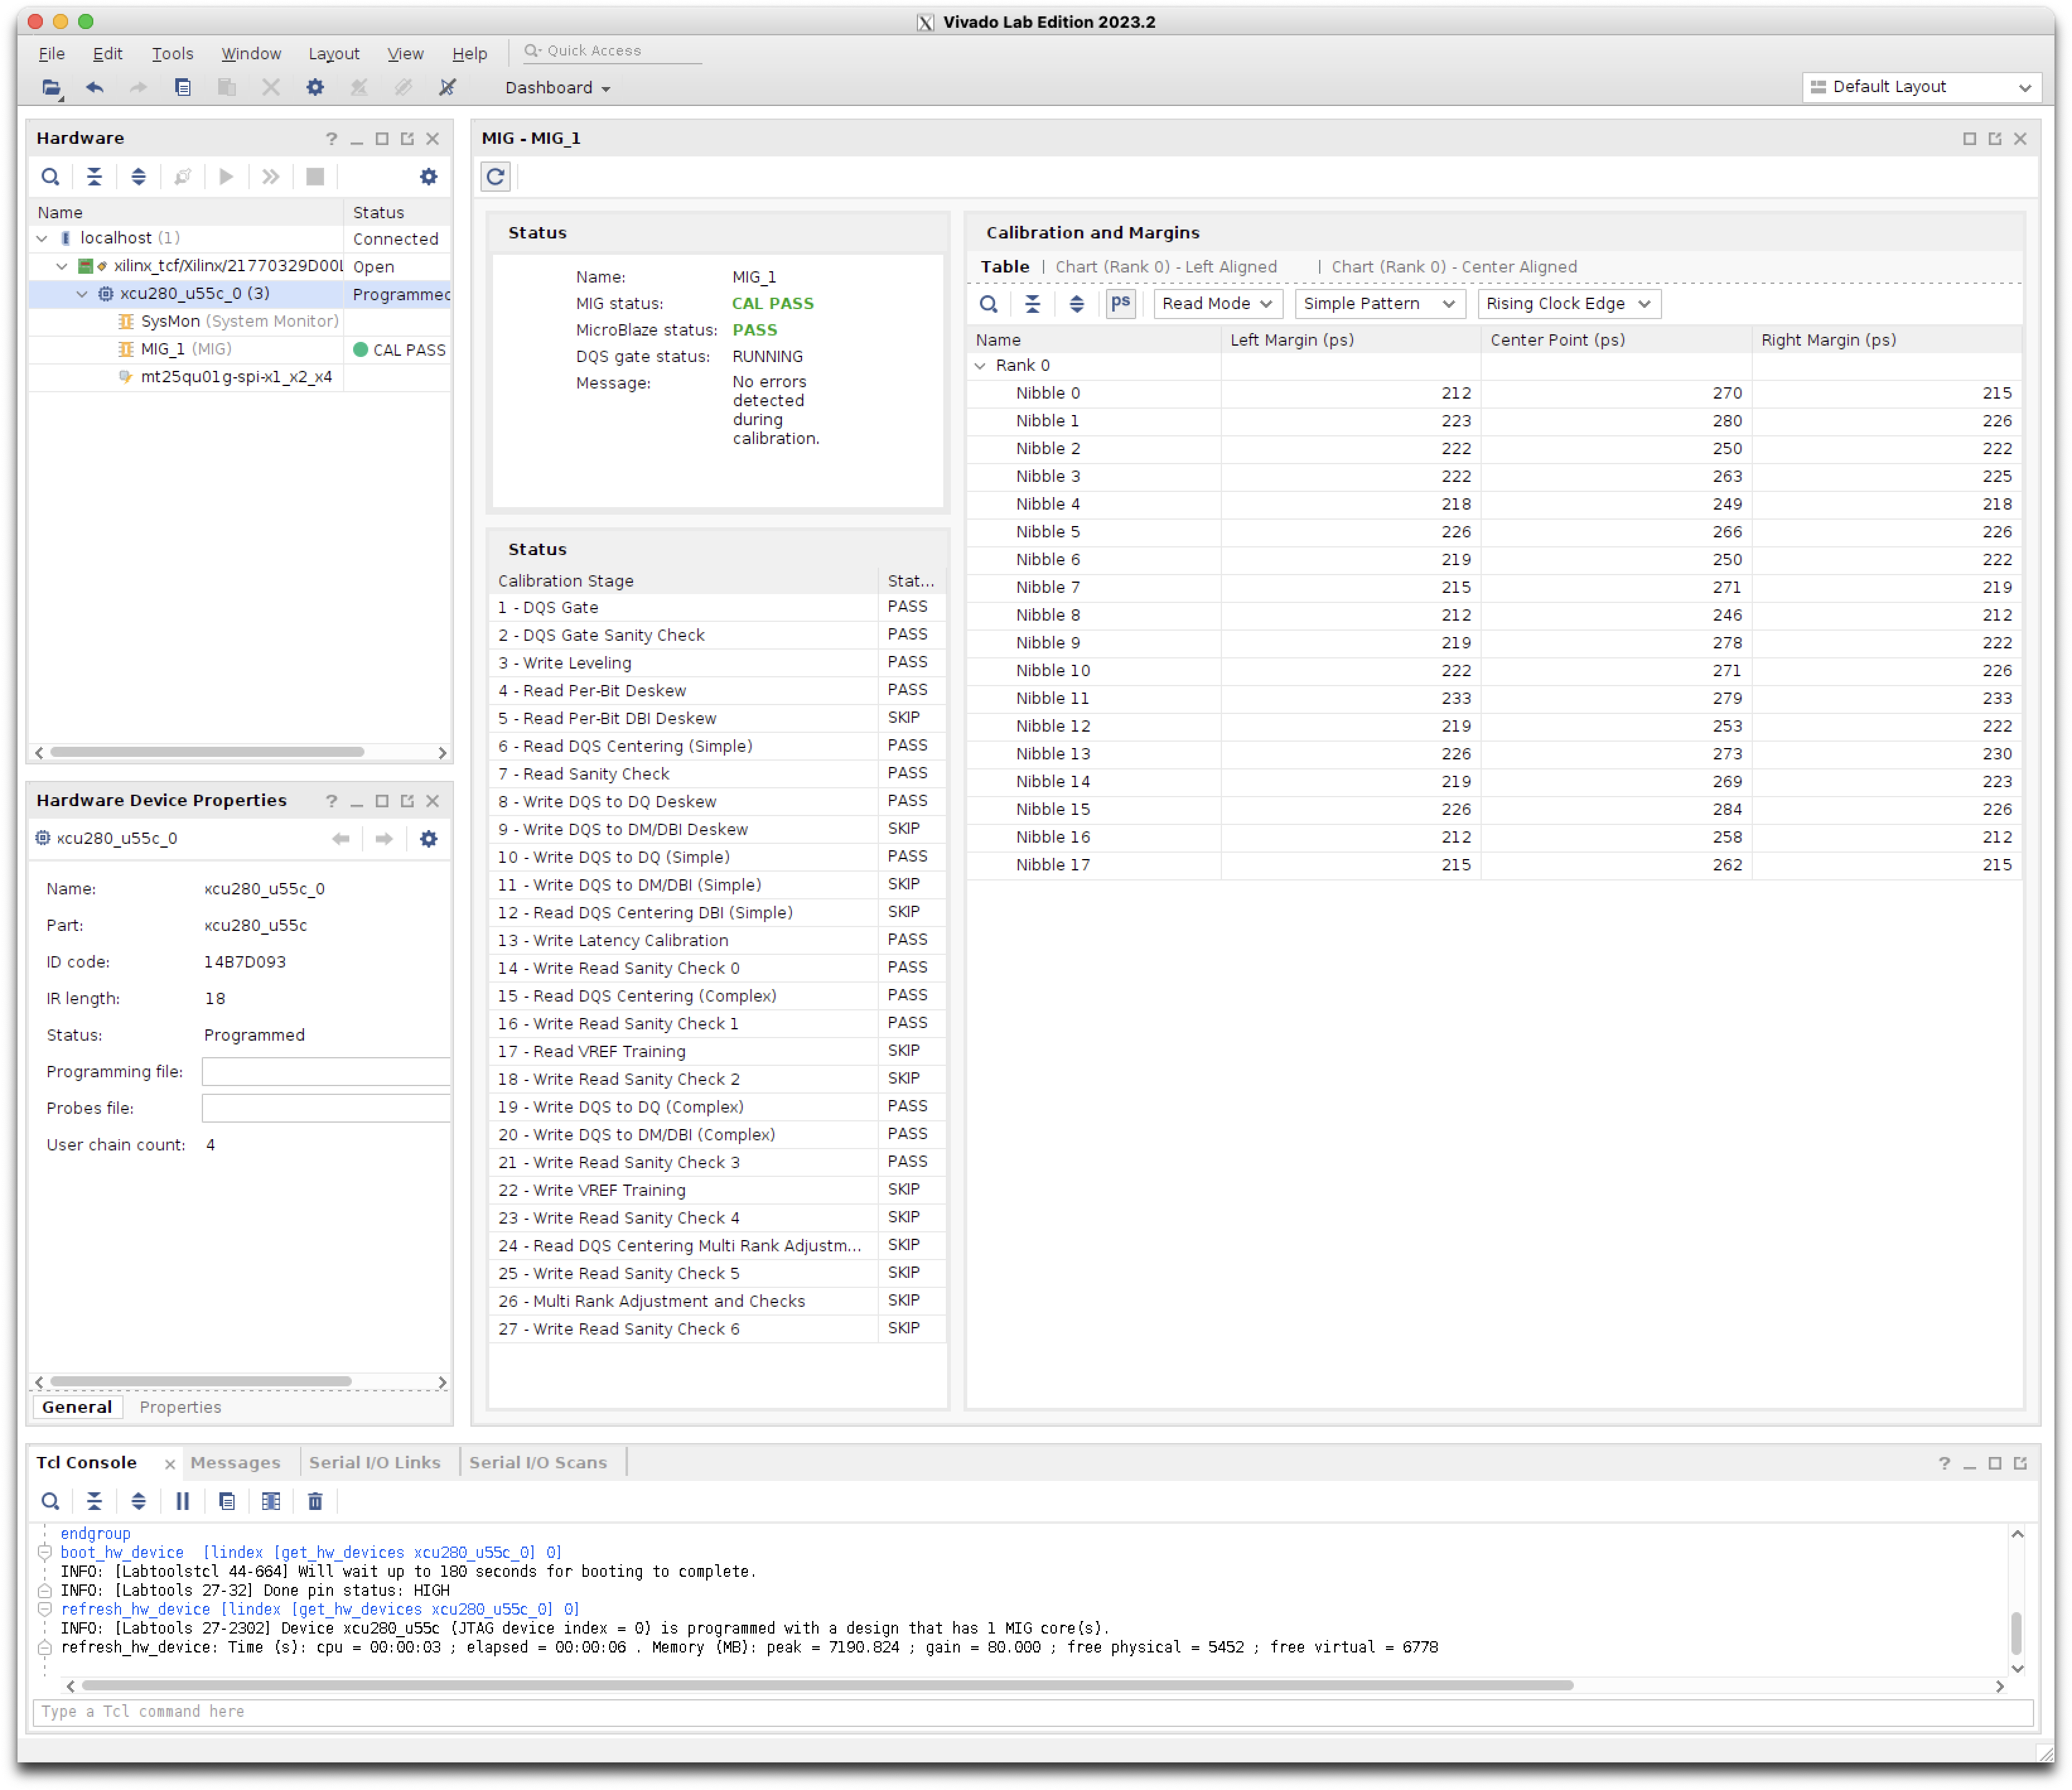 Vivado Lab Edition 2023.2
File Edit Tools Window Layout View Help Quick Access
Dashboard Default Layout
Hardware
Name Status
localhost (1) Connected
xilinx_tcf/Xilinx/21770329D00L Open
xcu280_u55c_0 (3) Programmed
SysMon (System Monitor)
MIG_1 (MIG) CAL PASS
mt25qu01g-spi-x1_x2_x4
Hardware Device Properties
xcu280_u55c_0
Name: xcu280_u55c_0
Part: xcu280_u55c
ID code: 14B7D093
IR length: 18
Status: Programmed
Programming file:
Probes file:
User chain count: 4
General Properties
MIG - MIG_1
Status
Name: MIG_1
MIG status: CAL PASS
MicroBlaze status: PASS
DQS gate status: RUNNING
Message: No errors
detected
during
calibration.
Status
Calibration Stage Stat...
1 - DQS Gate PASS
2 - DQS Gate Sanity Check PASS
3 - Write Leveling PASS
4 - Read Per-Bit Deskew PASS
5 - Read Per-Bit DBI Deskew SKIP
6 - Read DQS Centering (Simple) PASS
7 - Read Sanity Check PASS
8 - Write DQS to DQ Deskew PASS
9 - Write DQS to DM/DBI Deskew SKIP
10 - Write DQS to DQ (Simple) PASS
11 - Write DQS to DM/DBI (Simple) SKIP
12 - Read DQS Centering DBI (Simple) SKIP
13 - Write Latency Calibration PASS
14 - Write Read Sanity Check 0 PASS
15 - Read DQS Centering (Complex) PASS
16 - Write Read Sanity Check 1 PASS
17 - Read VREF Training SKIP
18 - Write Read Sanity Check 2 SKIP
19 - Write DQS to DQ (Complex) PASS
20 - Write DQS to DM/DBI (Complex) PASS
21 - Write Read Sanity Check 3 PASS
22 - Write VREF Training SKIP
23 - Write Read Sanity Check 4 SKIP
24 - Read DQS Centering Multi Rank Adjustm... SKIP
25 - Write Read Sanity Check 5 SKIP
26 - Multi Rank Adjustment and Checks SKIP
27 - Write Read Sanity Check 6 SKIP
Calibration and Margins
Table | Chart (Rank 0) - Left Aligned | Chart (Rank 0) - Center Aligned
ps Read Mode Simple Pattern Rising Clock Edge
Name Left Margin (ps) Center Point (ps) Right Margin (ps)
Rank 0
Nibble 0 212 270 215
Nibble 1 223 280 226
Nibble 2 222 250 222
Nibble 3 222 263 225
Nibble 4 218 249 218
Nibble 5 226 266 226
Nibble 6 219 250 222
Nibble 7 215 271 219
Nibble 8 212 246 212
Nibble 9 219 278 222
Nibble 10 222 271 226
Nibble 11 233 279 233
Nibble 12 219 253 222
Nibble 13 226 273 230
Nibble 14 219 269 223
Nibble 15 226 284 226
Nibble 16 212 258 212
Nibble 17 215 262 215
Tcl Console Messages Serial I/O Links Serial I/O Scans
endgroup
boot_hw_device [lindex [get_hw_devices xcu280_u55c_0] 0]
INFO: [Labtoolstcl 44-664] Will wait up to 180 seconds for booting to complete.
INFO: [Labtools 27-32] Done pin status: HIGH
refresh_hw_device [lindex [get_hw_devices xcu280_u55c_0] 0]
INFO: [Labtools 27-2302] Device xcu280_u55c (JTAG device index = 0) is programmed with a design that has 1 MIG core(s).
refresh_hw_device: Time (s): cpu = 00:00:03 ; elapsed = 00:00:06 . Memory (MB): peak = 7190.824 ; gain = 80.000 ; free physical = 5452 ; free virtual = 6778
Type a Tcl command here